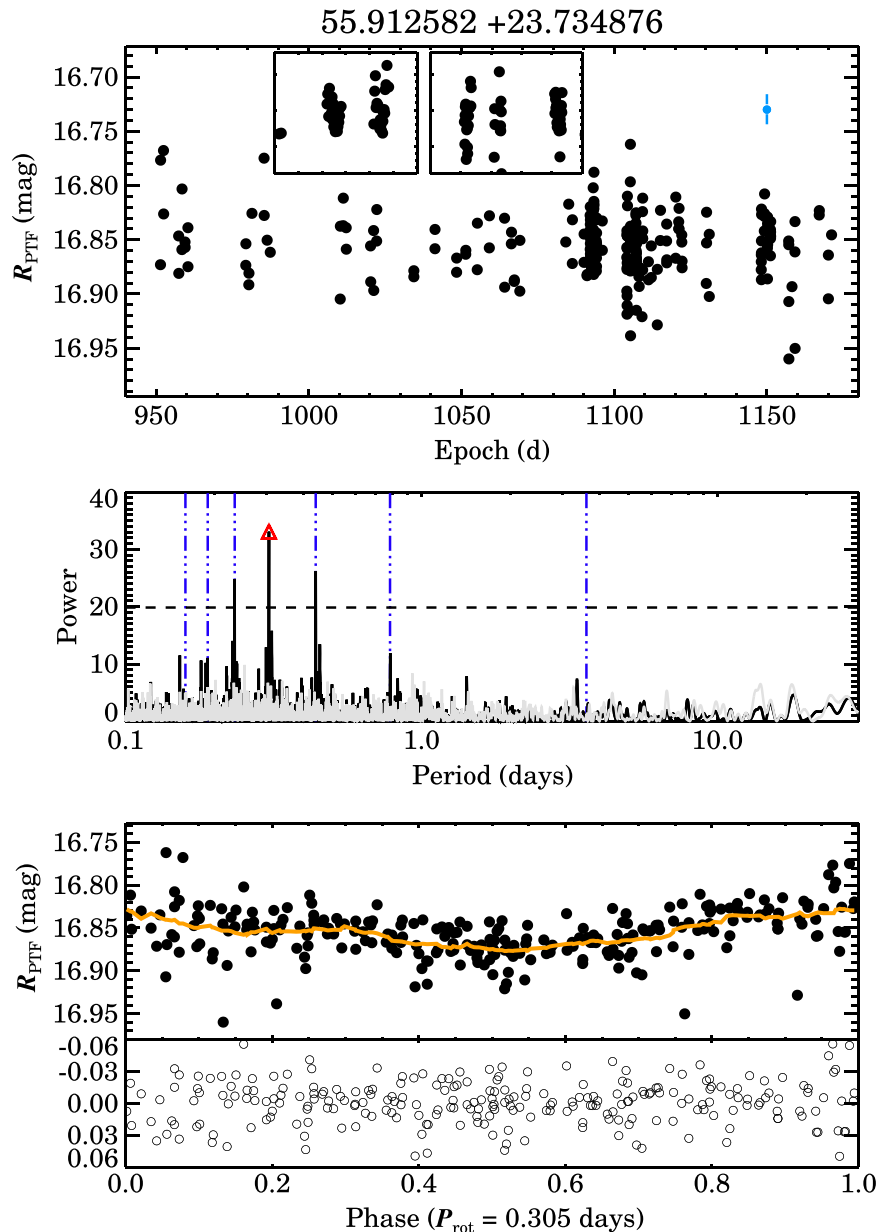 55.912582 +23.734876
16.70
16.75
16.80
16.85
16.90
16.95
R_PTF (mag)
950 1000 1050 1100 1150
Epoch (d)
40
30
20
10
0
Power
0.1 1.0 10.0
Period (days)
16.75
16.80
16.85
16.90
16.95
R_PTF (mag)
-0.06
-0.03
0.00
0.03
0.06
0.0 0.2 0.4 0.6 0.8 1.0
Phase (P_rot = 0.305 days)